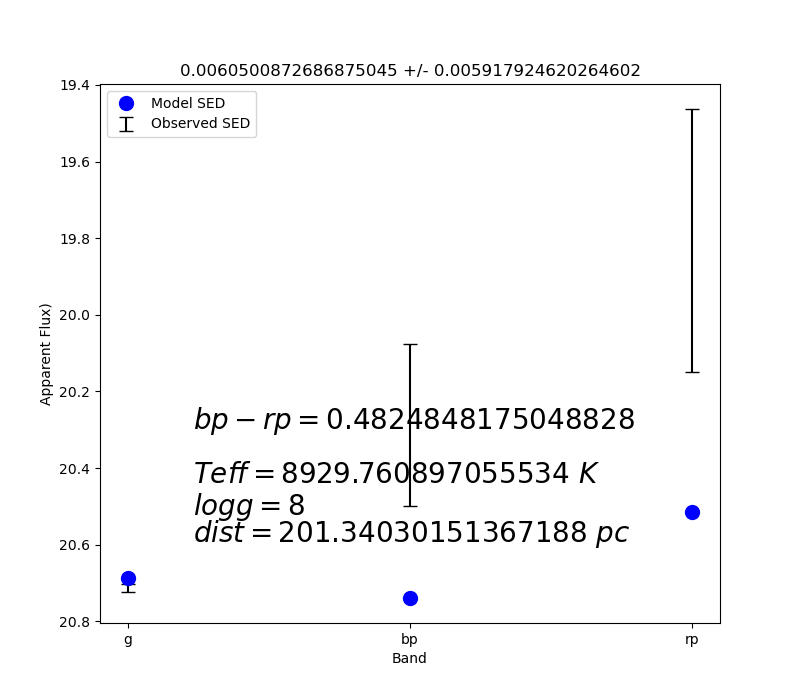 0.0060500872686875045 +/- 0.005917924620264602
Model SED
Observed SED
19.4
19.6
19.8
20.0
20.2
20.4
20.6
20.8
Apparent Flux)
bp − rp = 0.4824848175048828
Teff = 8929.760897055534 K
logg = 8
dist = 201.34030151367188 pc
g
bp
rp
Band